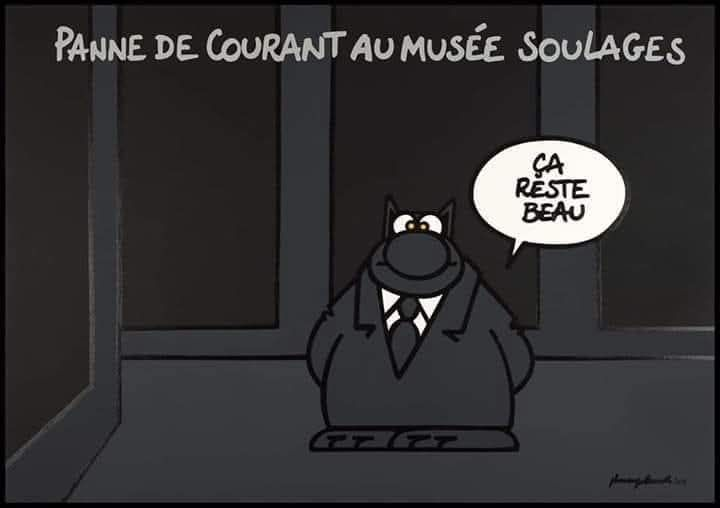 PANNE DE COURANT AU MUSÉE SOULAGES
ÇA
RESTE
BEAU